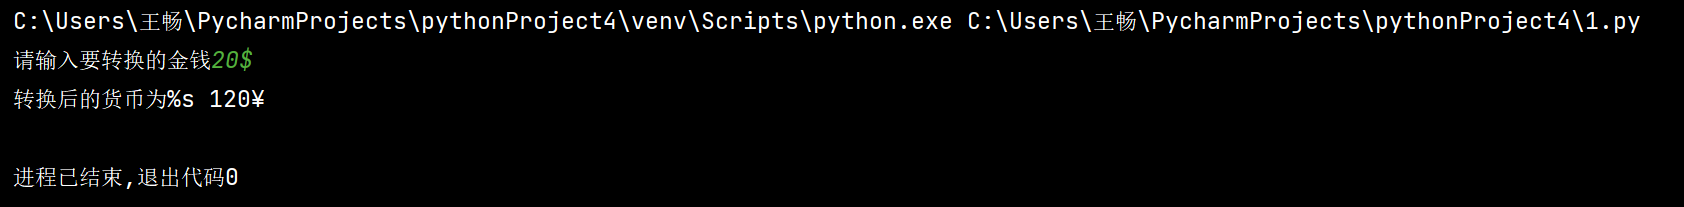 C:\Users\王畅\PycharmProjects\pythonProject4\venv\Scripts\python.exe C:\Users\王畅\PycharmProjects\pythonProject4\1.py
请输入要转换的金钱20$
转换后的货币为%s 120¥
进程已结束,退出代码0